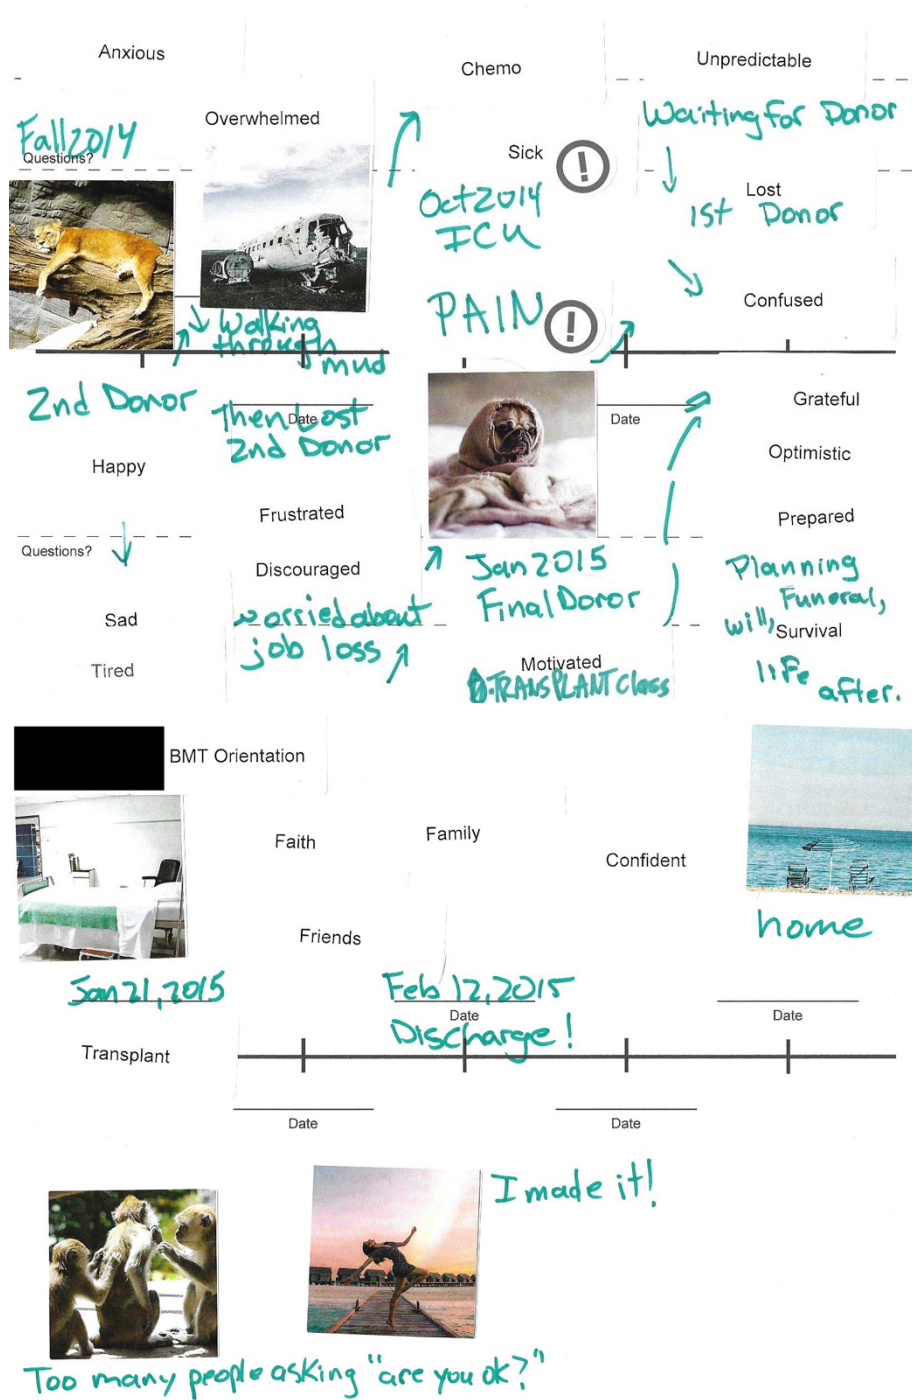 Anxious
Chemo
Unpredictable
Fall 2014
Questions?
Overwhelmed
Sick
!
Waiting for Donor
Oct 2014
ICU
Lost
1st Donor
PAIN
!
Confused
Walking
through
mud
2nd Donor
Then Lost
Date
2nd Donor
Happy
Date
Grateful
Optimistic
Frustrated
Prepared
Questions?
Discouraged
Jan 2015
Final Donor
Planning
Funeral,
will,
Survival
Sad
worried about
job loss
Tired
Motivated
TRANSPLANT Class
life
after.
BMT Orientation
Faith
Family
Confident
Friends
home
Jan 21, 2015
Feb 12, 2015
Date
Date
Discharge!
Transplant
Date
Date
I made it!
Too many people asking "are you ok?"